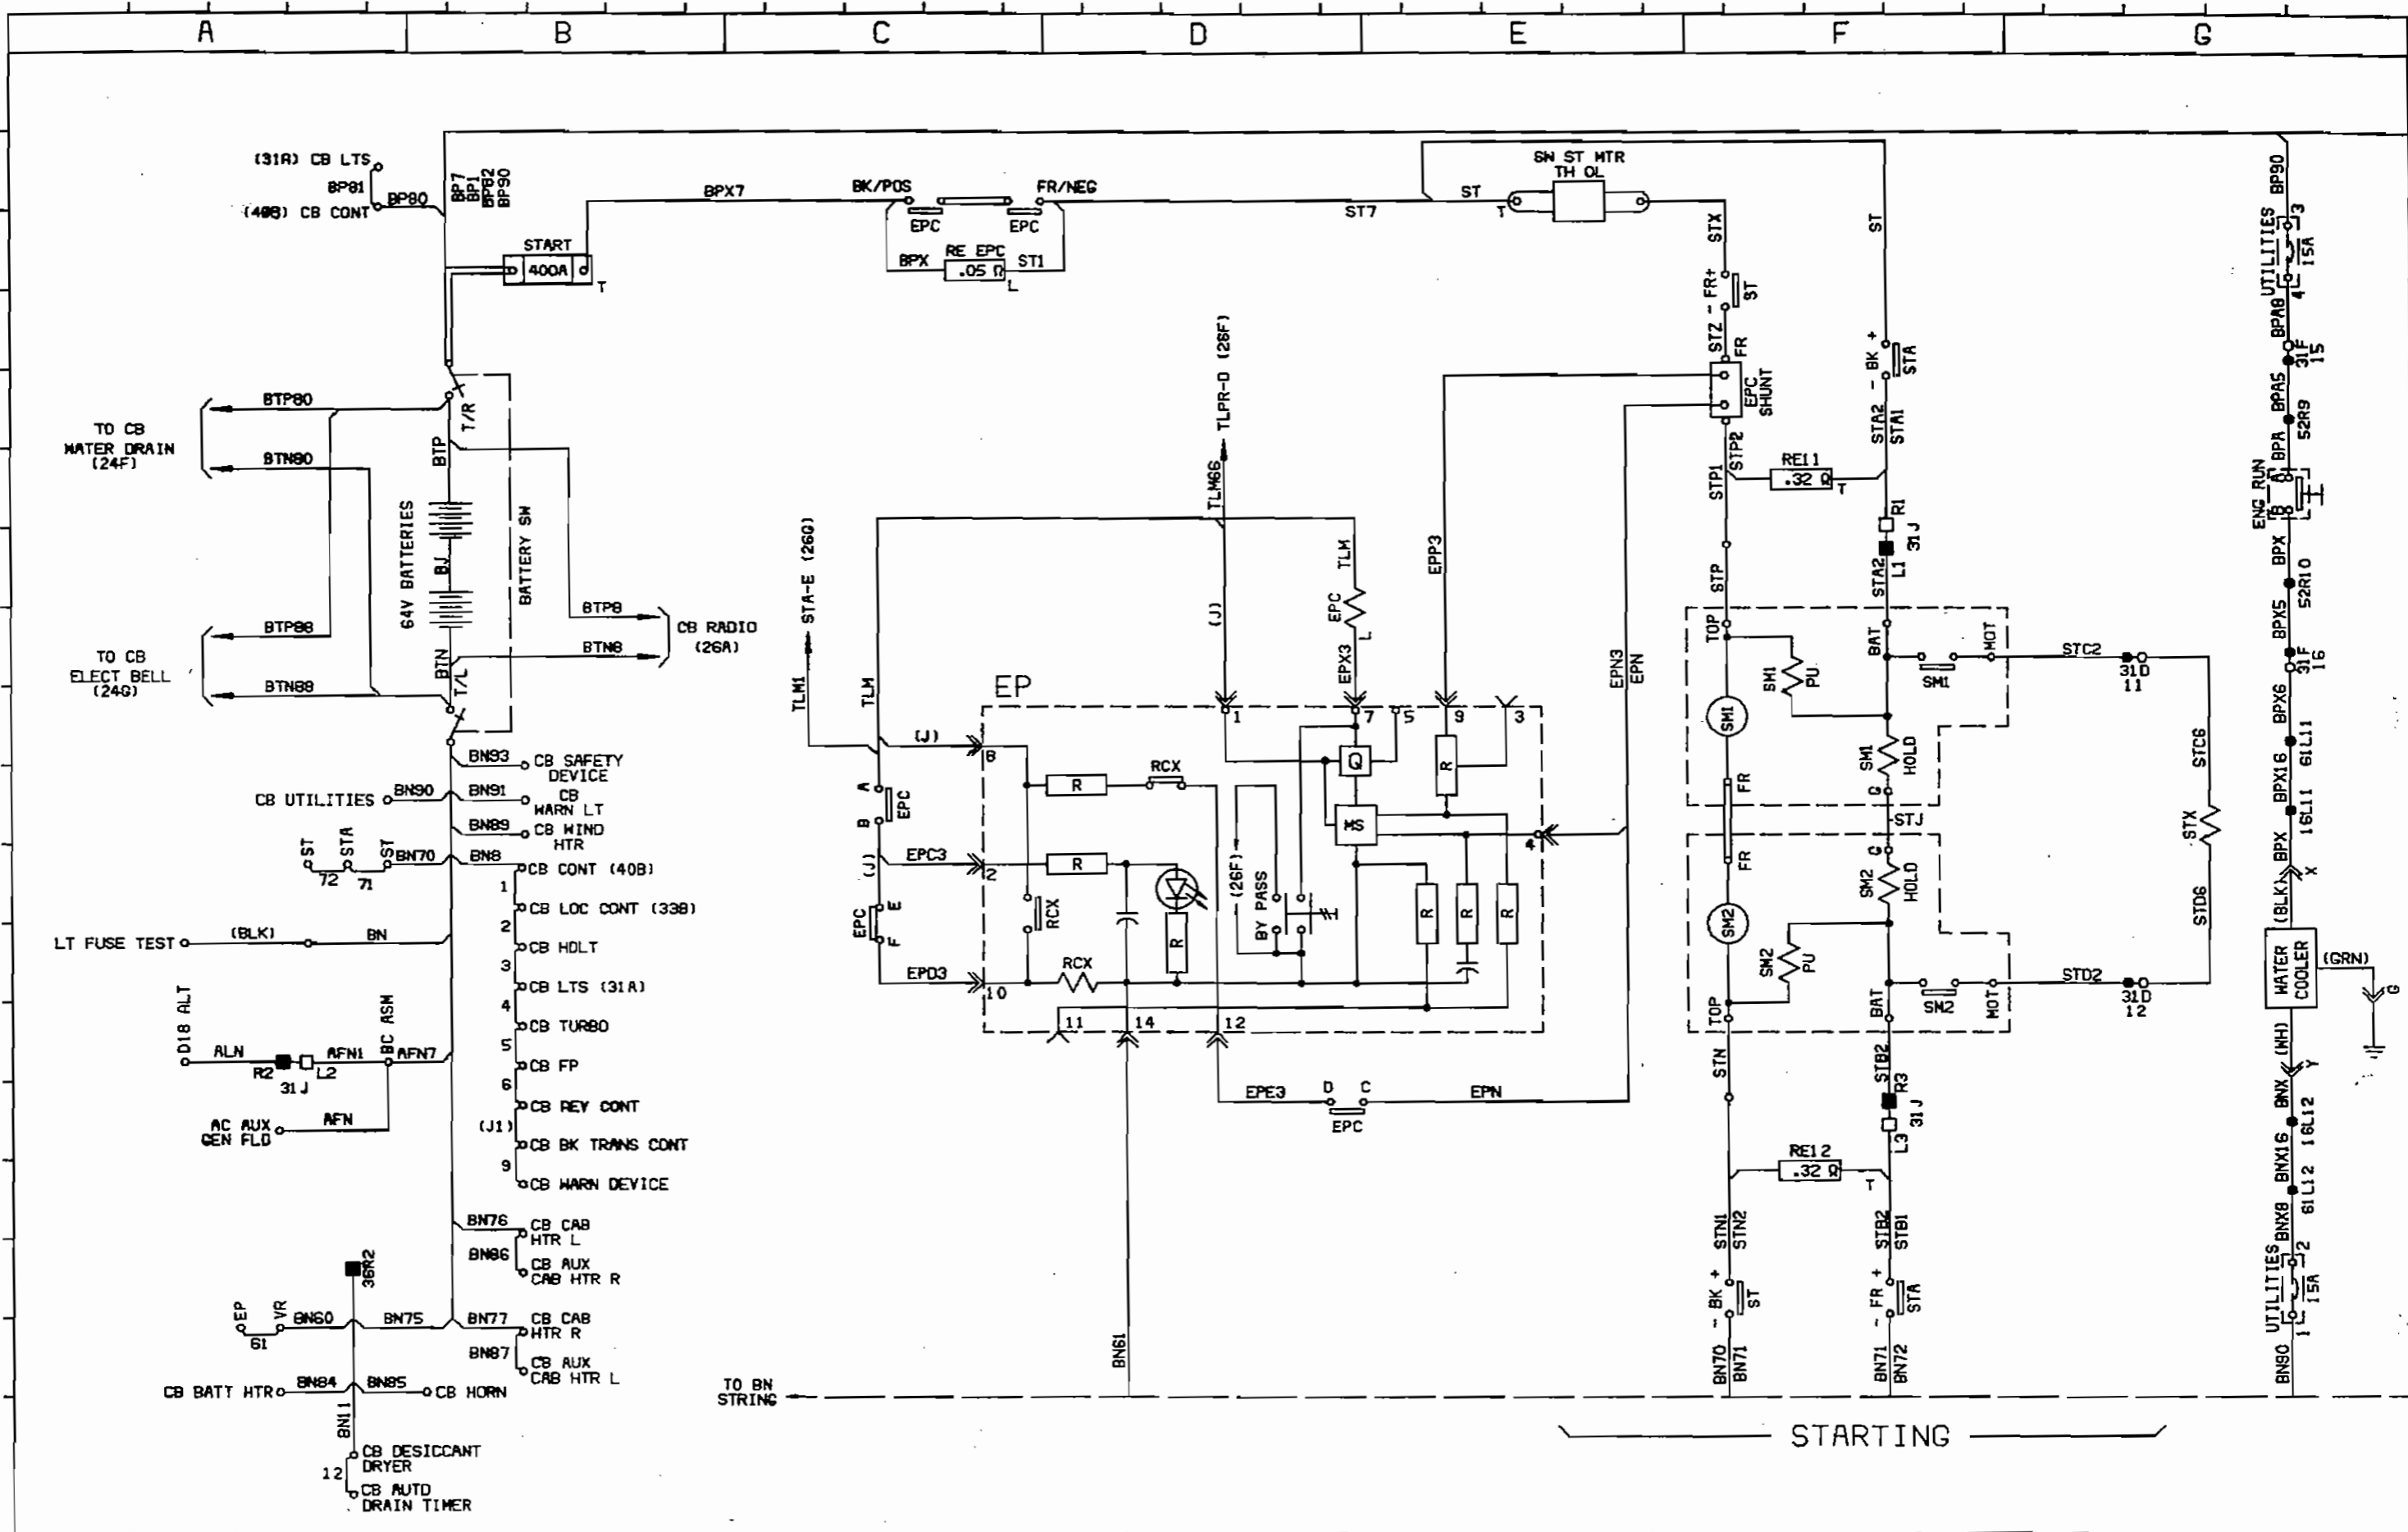 A B C D E F G
(31A) CB LTS
BP81
BP80
(40B) CB CONT
BP7
BP1
BP82
BP90
START
400A
T
BPX7
BK/POS
FR/NEG
EPC
EPC
RE EPC
BPX
.05 Ω
ST1
L
ST7
ST
SW ST MTR
TH OL
T
STX
- FR+
ST
STZ
FR
EPC
SHUNT
STP2
STP1
STP
ST
- BK +
STA
STA2
STA1
RE11
.32 Ω
T
R1
31J
L1
STA2
TO CB
WATER DRAIN
(24F)
BTP80
BTN80
T/R
BTP
64V BATTERIES
BJ
BATTERY SW
BTN
T/L
TO CB
ELECT BELL
(24G)
BTP88
BTN88
BTP8
BTN8
CB RADIO
(26A)
BN93
CB SAFETY
DEVICE
CB UTILITIES
BN90
BN91
CB
WARN LT
BN89
CB WIND
HTR
ST
STA
ST
72
71
BN70
BN8
CB CONT (40B)
1
CB LOC CONT (33B)
2
CB HDLT
3
CB LTS (31A)
4
CB TURBO
5
CB FP
6
CB REV CONT
(J1)
CB BK TRANS CONT
9
CB WARN DEVICE
LT FUSE TEST
(BLK)
BN
D18 ALT
ALN
R2
31J
L2
AFN1
BC ASM
AFN7
AC AUX
GEN FLD
AFN
BN76
CB CAB
HTR L
BN86
CB AUX
CAB HTR R
36R2
EP
VR
61
BN60
BN75
BN77
CB CAB
HTR R
BN87
CB AUX
CAB HTR L
CB BATT HTR
BN84
BN85
CB HORN
BN11
CB DESICCANT
DRYER
12
CB AUTO
DRAIN TIMER
STA-E (26G)
TLM1
TLM
TLPR-D (26F)
TLM66
(J)
TLM
EPC
L
EPX3
EPP3
EPN3
EPN
EP
(J)
8
1
7
5
9
3
A
EPC
B
(J)
EPC3
2
EPC
E
F
EPD3
10
R
RCX
R
RCX
R
RCX
(26F)
BY PASS
Q
MS
R
R
R
R
4
11
14
12
EPE3
D
C
EPC
EPN
BN61
TO BN
STRING
TOP
SM1
PU
SM1
FR
FR
SM2
SM2
PU
TOP
BAT
SM1
MOT
SM1
HOLD
G
STJ
G
SM2
HOLD
BAT
SM2
MOT
STC2
31D
11
STC6
STX
STD6
STD2
31D
12
STN
STB2
R3
31J
L3
RE12
.32 Ω
T
STN1
STN2
STB2
STB1
- BK +
ST
- FR +
STA
BN70
BN71
BN71
BN72
STARTING
BP90
3
UTILITIES
15A
4
BPA8
31F
15
BPA5
52R9
BPA
ENG RUN
A
B
BPX
52R10
BPX5
31F
16
BPX6
61L11
BPX16
16L11
BPX
X
(BLK)
WATER
COOLER
(GRN)
G
(WH)
Y
BNX
16L12
BNX16
61L12
BNX8
2
UTILITIES
15A
1
BN90